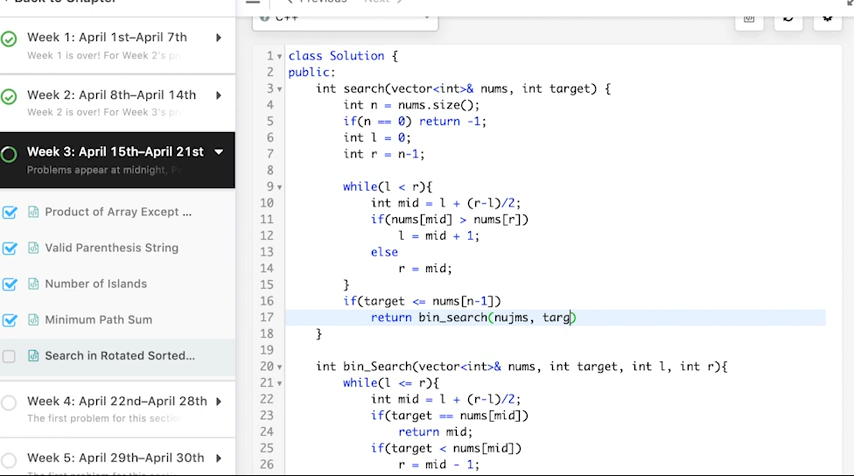 Back to Chapter
Previous
Next
C++
Week 1: April 1st–April 7th
Week 1 is over! For Week 2's
Week 2: April 8th–April 14th
Week 2 is over! For Week 3's
Week 3: April 15th–April 21st
Problems appear at midnight,
Product of Array Except ...
Valid Parenthesis String
Number of Islands
Minimum Path Sum
Search in Rotated Sorted...
Week 4: April 22nd–April 28th
The first problem for this
Week 5: April 29th–April 30th
1 class Solution {
2 public:
3 int search(vector<int>& nums, int target) {
4 int n = nums.size();
5 if(n == 0) return -1;
6 int l = 0;
7 int r = n-1;
8
9 while(l < r){
10 int mid = l + (r-l)/2;
11 if(nums[mid] > nums[r])
12 l = mid + 1;
13 else
14 r = mid;
15 }
16 if(target <= nums[n-1])
17 return bin_search(nujms, targ)
18 }
19
20 int bin_Search(vector<int>& nums, int target, int l, int r){
21 while(l <= r){
22 int mid = l + (r-l)/2;
23 if(target == nums[mid])
24 return mid;
25 if(target < nums[mid])
26 r = mid - 1;